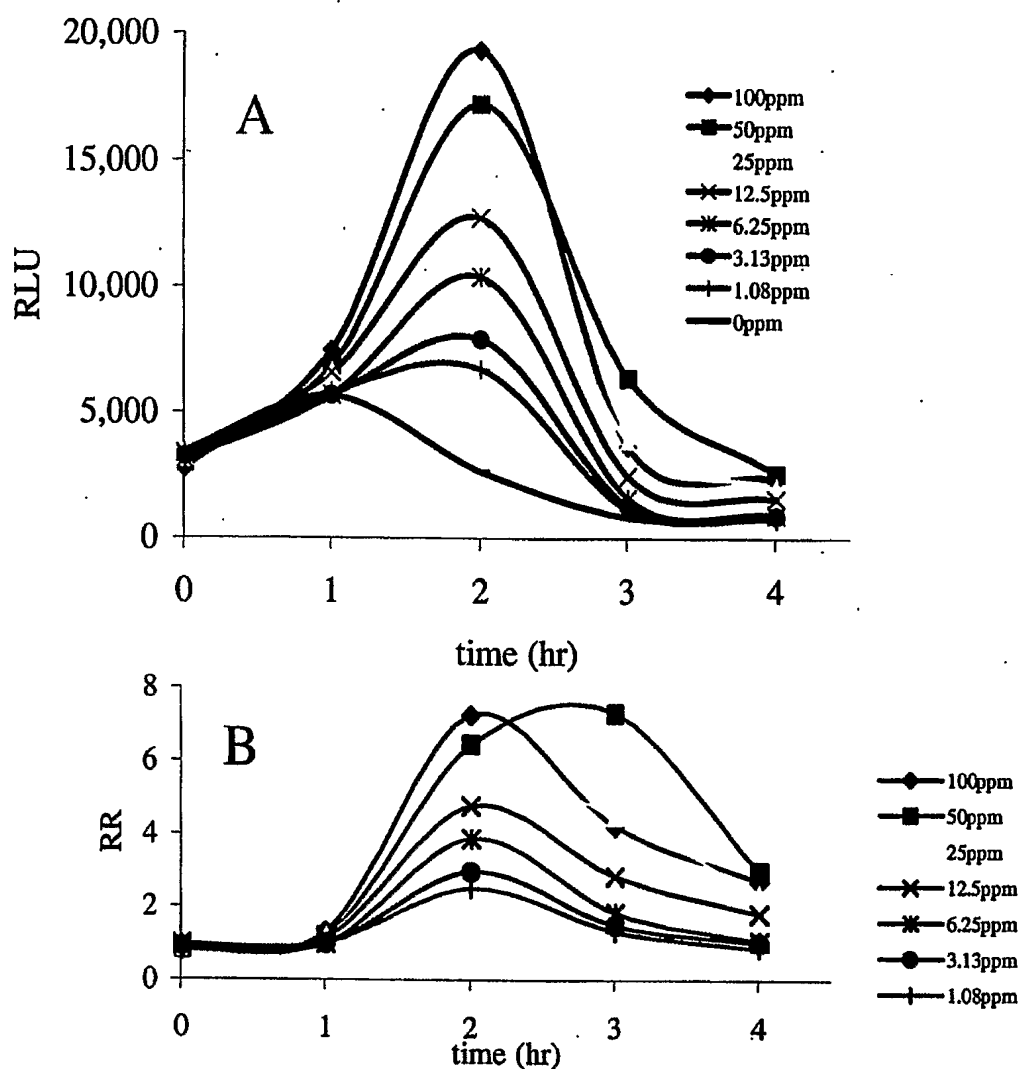 A
RLU
20,000
15,000
10,000
5,000
0
0 1 2 3 4
time (hr)
100ppm
50ppm
25ppm
12.5ppm
6.25ppm
3.13ppm
1.08ppm
0ppm
B
RR
8
6
4
2
0
0 1 2 3 4
time (hr)
100ppm
50ppm
25ppm
12.5ppm
6.25ppm
3.13ppm
1.08ppm